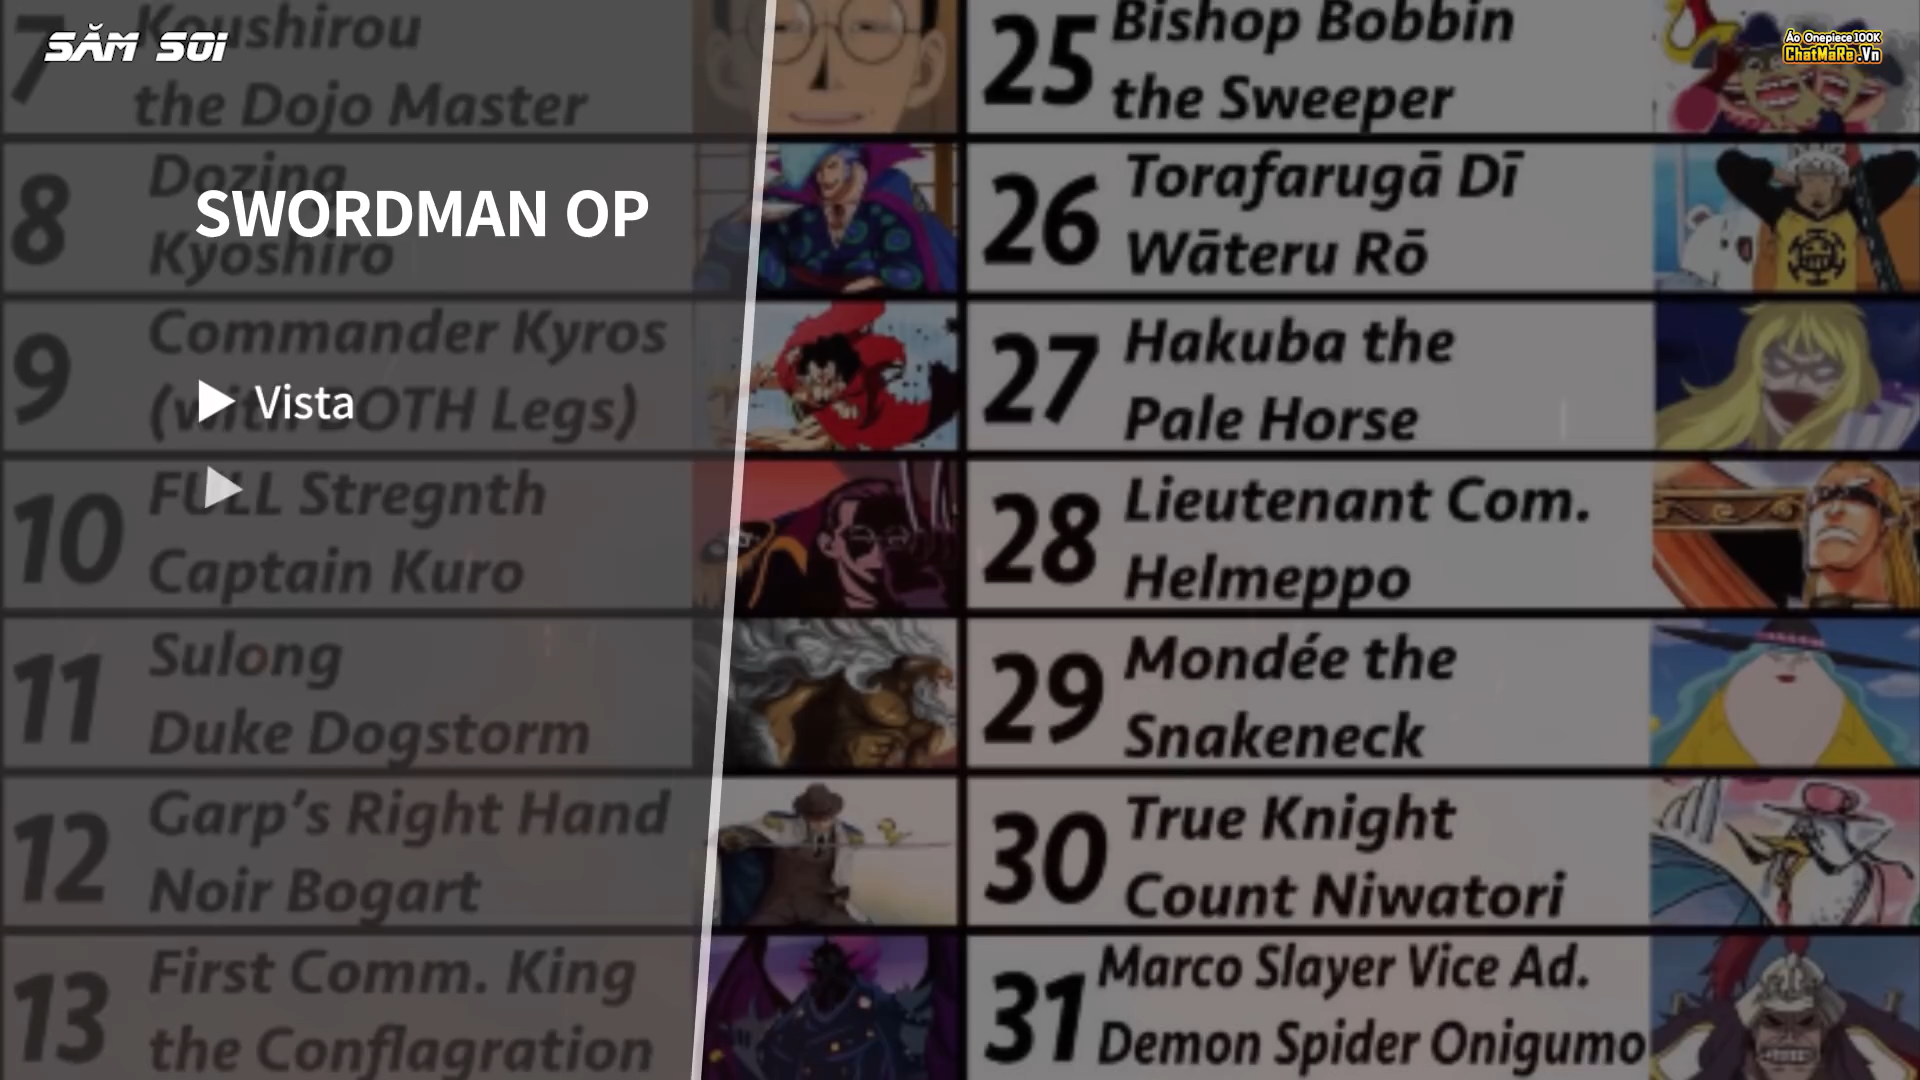 SĂM SOI
Áo Onepiece 100K
ChatMaRe.Vn
SWORDMAN OP
Vista
7 Koushirou
the Dojo Master
8 Dozing
Kyoshiro
9 Commander Kyros
(with BOTH Legs)
10 FULL Stregnth
Captain Kuro
11 Sulong
Duke Dogstorm
12 Garp's Right Hand
Noir Bogart
13 First Comm. King
the Conflagration
25 Bishop Bobbin
the Sweeper
26 Torafarugā Dī
Wāteru Rō
27 Hakuba the
Pale Horse
28 Lieutenant Com.
Helmeppo
29 Mondée the
Snakeneck
30 True Knight
Count Niwatori
31 Marco Slayer Vice Ad.
Demon Spider Onigumo